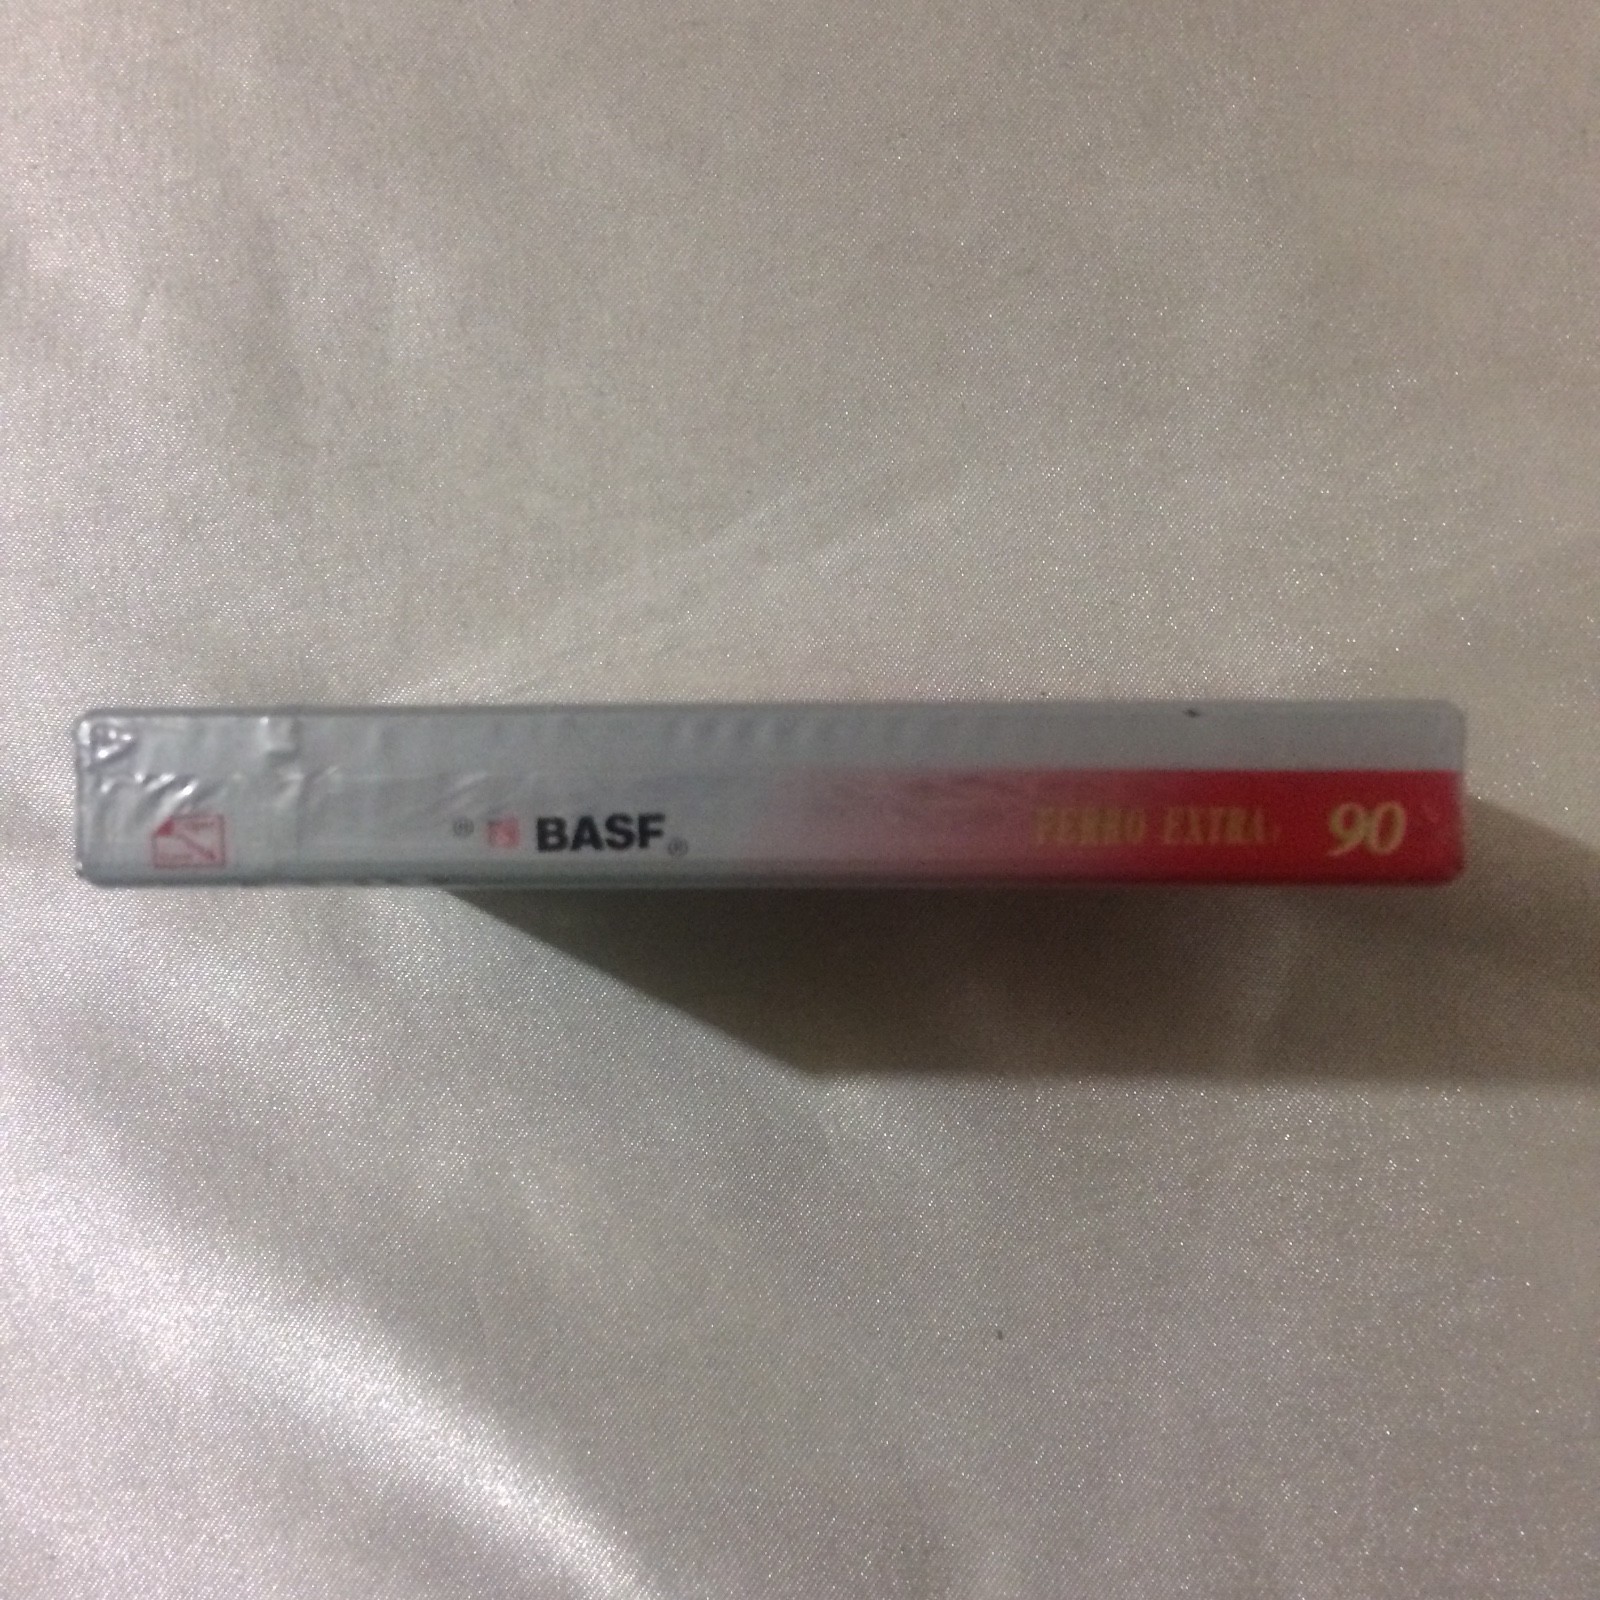 ® BASF® FERRO EXTRA 90